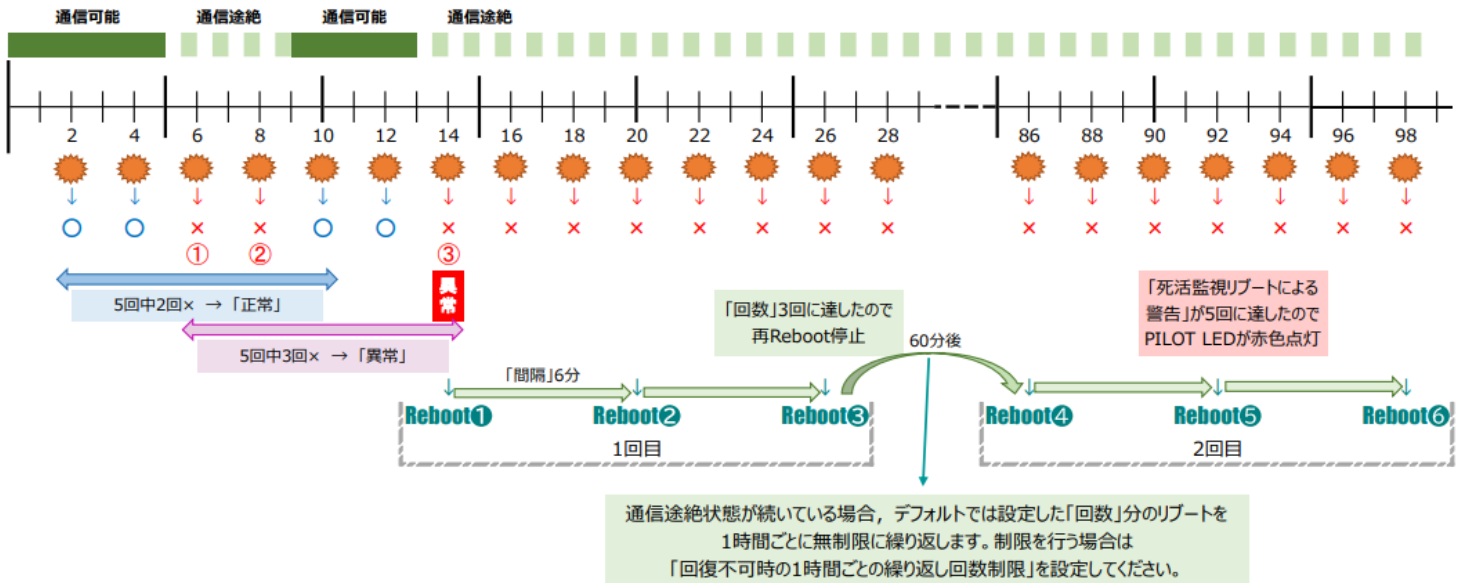 通信可能 通信途絶 通信可能 通信途絶
2 4 6 8 10 12 14 16 18 20 22 24 26 28 86 88 90 92 94 96 98
↓ ↓ ↓ ↓ ↓ ↓ ↓ ↓ ↓ ↓ ↓ ↓ ↓ ↓ ↓ ↓ ↓ ↓ ↓ ↓ ↓
○ ○ × × ○ ○ × × × × × × × × × × × × × × ×
① ② ③
異常
5回中2回× → 「正常」
5回中3回× → 「異常」
「回数」3回に達したので
再Reboot停止
60分後
「死活監視リブートによる
警告」が5回に達したので
PILOT LEDが赤色点灯
「間隔」6分
Reboot❶ Reboot❷ Reboot❸ Reboot❹ Reboot❺ Reboot❻
1回目 2回目
通信途絶状態が続いている場合，デフォルトでは設定した「回数」分のリブートを
1時間ごとに無制限に繰り返します。制限を行う場合は
「回復不可時の1時間ごとの繰り返し回数制限」を設定してください。